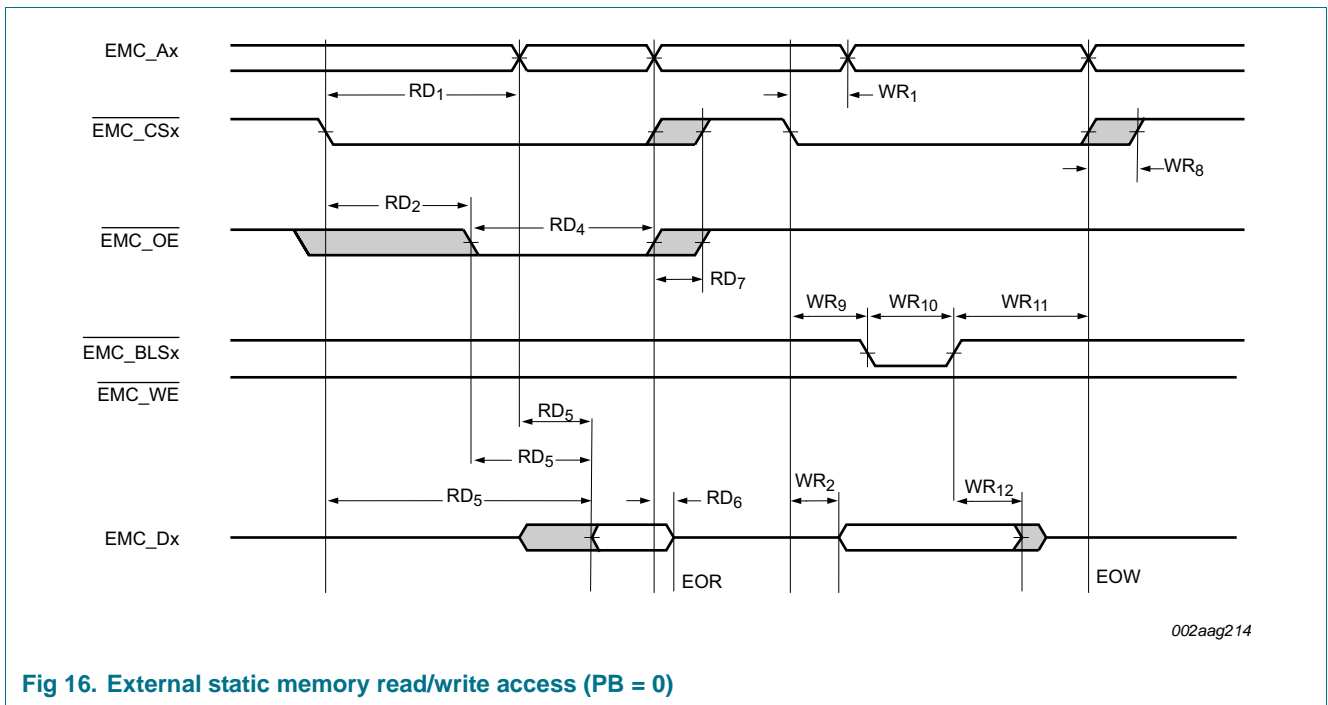 EMC_Ax
RD1
WR1
EMC_CSx
WR8
RD2
RD4
EMC_OE
RD7
WR9
WR10
WR11
EMC_BLSx
EMC_WE
RD5
RD5
RD5
RD6
WR2
WR12
EMC_Dx
EOR
EOW
002aag214
Fig 16. External static memory read/write access (PB = 0)